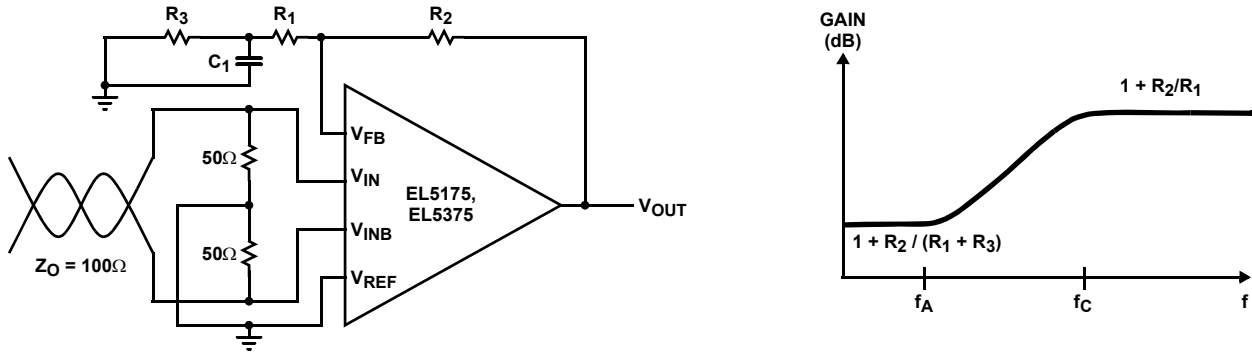 R3
R1
R2
C1
50Ω
50Ω
ZO = 100Ω
VFB
VIN
VINB
VREF
EL5175,
EL5375
VOUT
GAIN
(dB)
1 + R2/R1
1 + R2 / (R1 + R3)
fA
fC
f